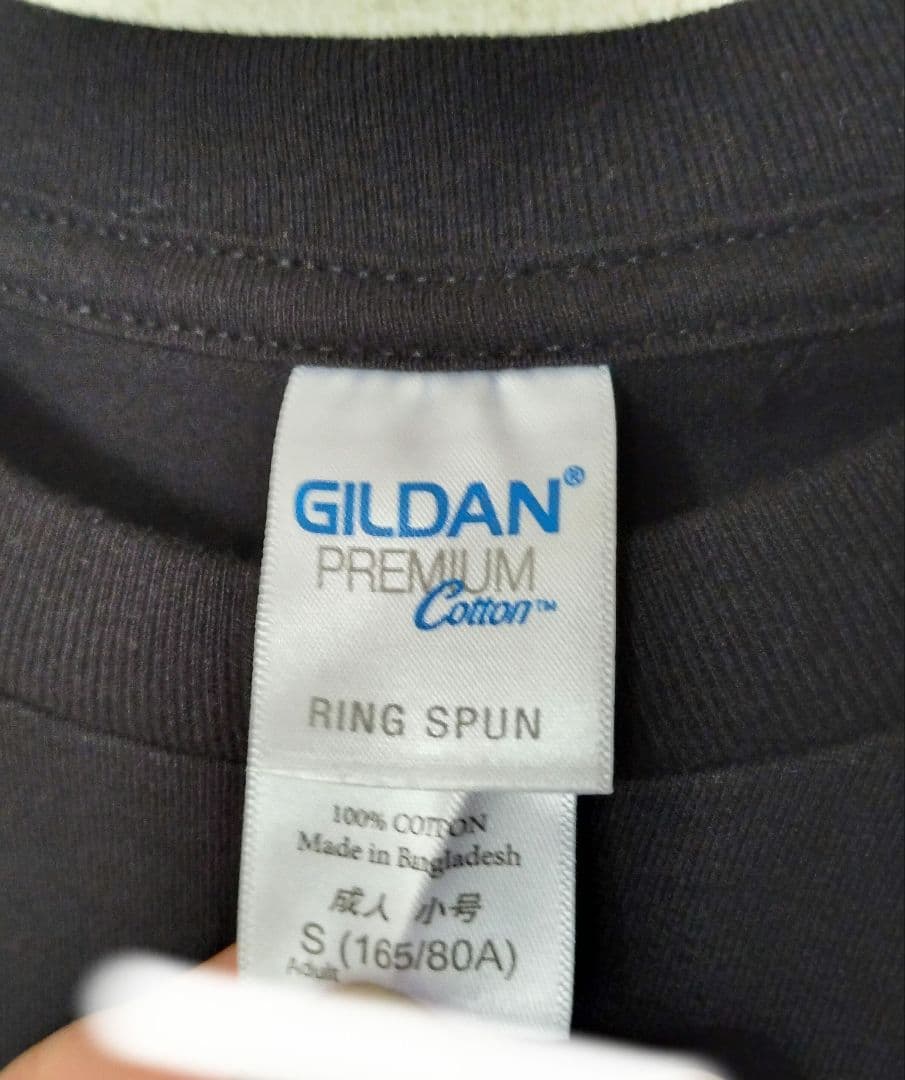 GILDAN®
PREMIUM
Cotton™
RING SPUN
100% COTTON
Made in Bangladesh
成人 小号
S (165/80A)
Adult